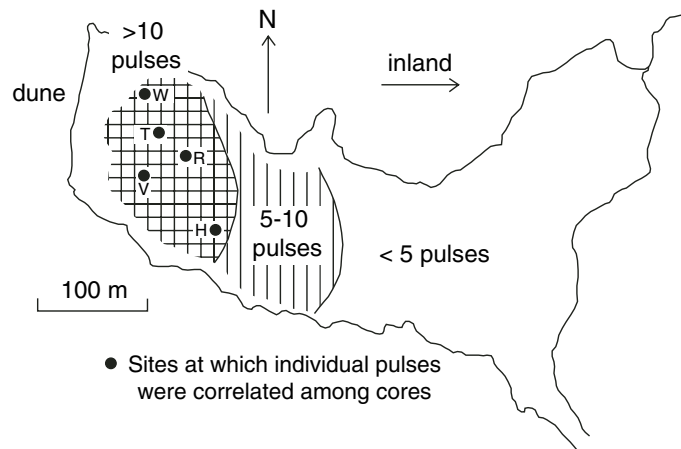 >10
pulses
N
inland
dune
W
T
R
V
H
5-10
pulses
< 5 pulses
100 m
Sites at which individual pulses
were correlated among cores